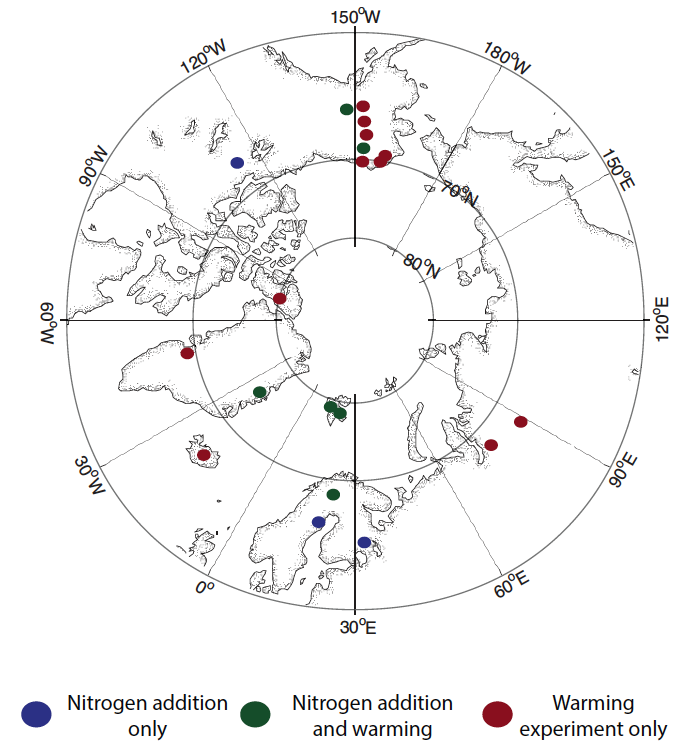 150°W
120°W
180°W
90°W
150°E
70°N
80°N
60°W
120°E
30°W
90°E
0°
60°E
30°E
Nitrogen addition
only
Nitrogen addition
and warming
Warming
experiment only